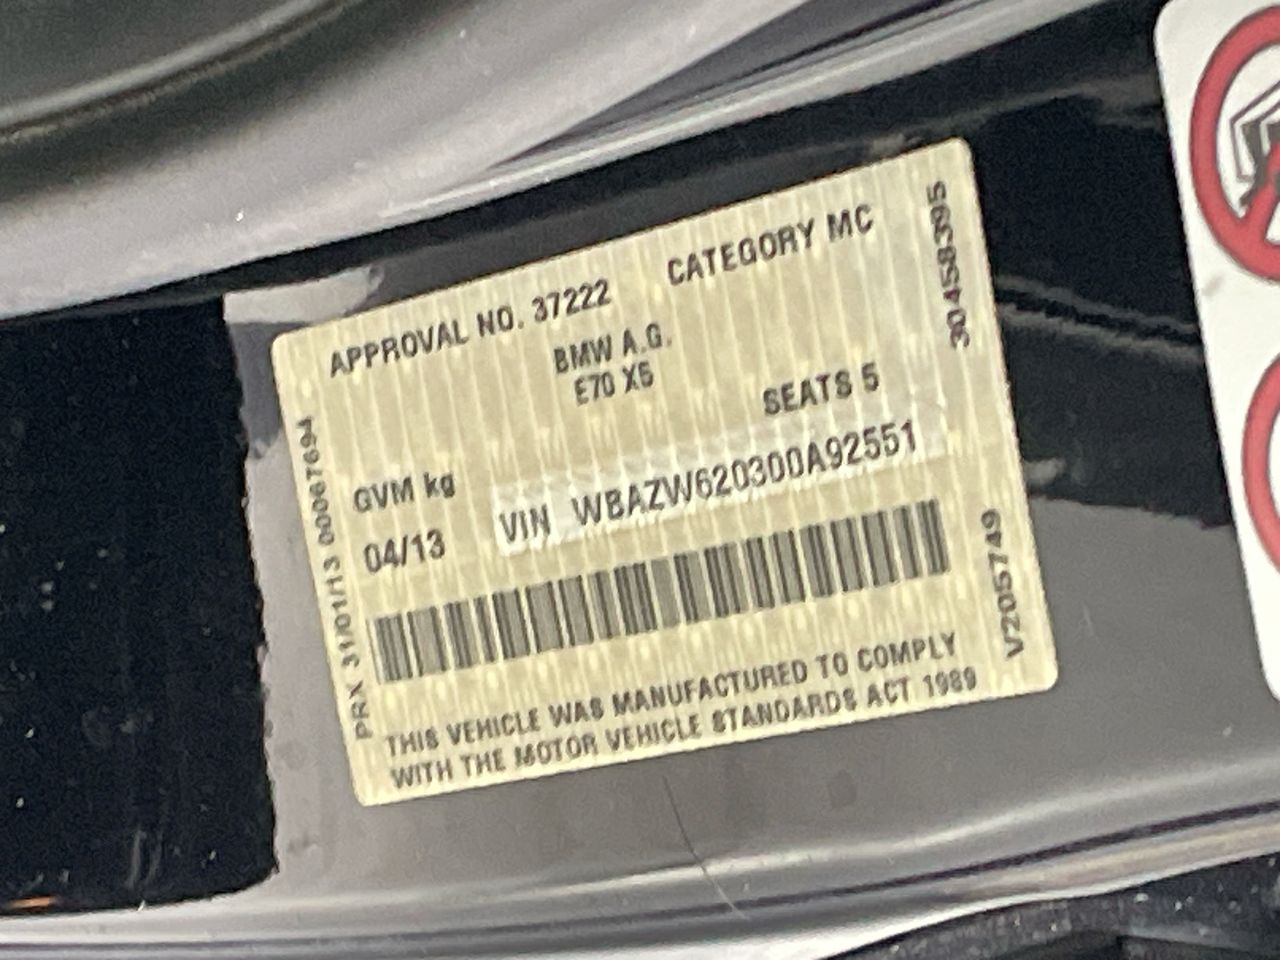 APPROVAL NO. 37222 CATEGORY MC
BMW A.G.
E70 X5
SEATS 5
GVM kg
VIN WBAZW620300A92551
04/13
THIS VEHICLE WAS MANUFACTURED TO COMPLY
WITH THE MOTOR VEHICLE STANDARDS ACT 1989
PRIX 31/01/13 00067694
30458395
V205749